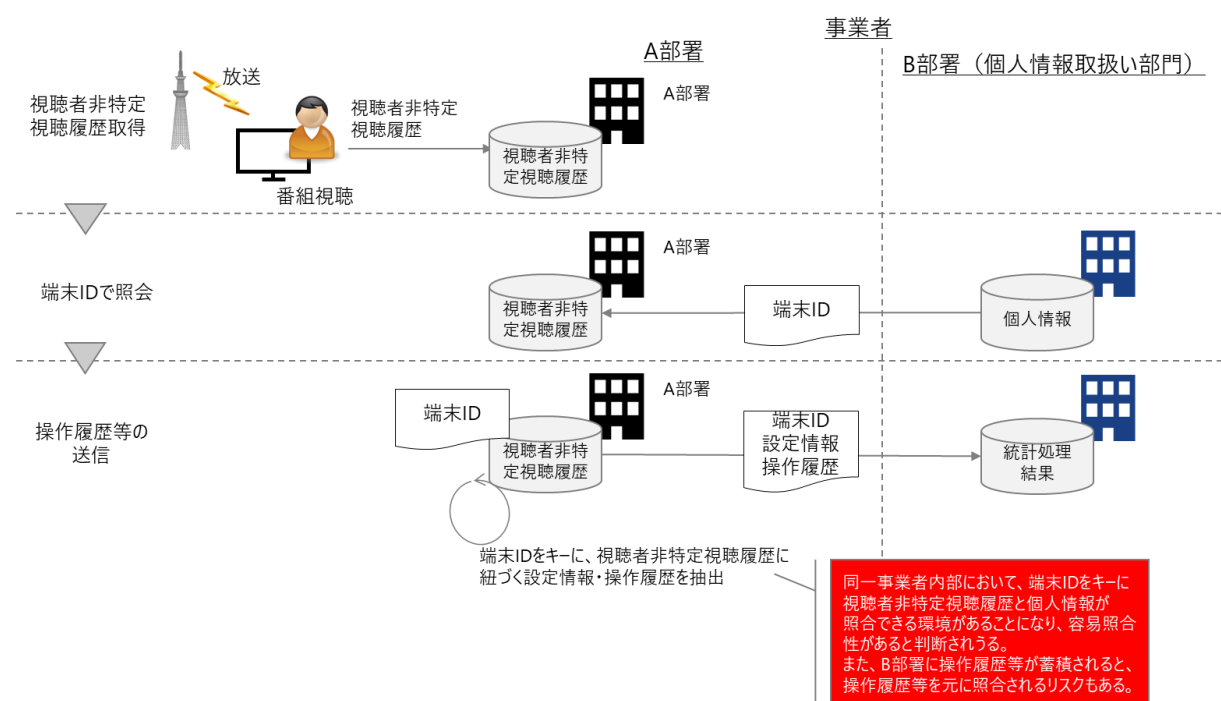 事業者
A部署
B部署（個人情報取扱い部門）
放送
視聴者非特定
視聴履歴取得
視聴者非特定
視聴履歴
A部署
視聴者非特
定視聴履歴
番組視聴
端末IDで照会
A部署
視聴者非特
定視聴履歴
端末ID
個人情報
操作履歴等の
送信
端末ID
A部署
視聴者非特
定視聴履歴
端末ID
設定情報
操作履歴
統計処理
結果
端末IDをキーに、視聴者非特定視聴履歴に
紐づく設定情報・操作履歴を抽出
同一事業者内部において、端末IDをキーに
視聴者非特定視聴履歴と個人情報が
照合できる環境があることになり、容易照合
性があると判断されうる。
また、B部署に操作履歴等が蓄積されると、
操作履歴等を元に照合されるリスクもある。